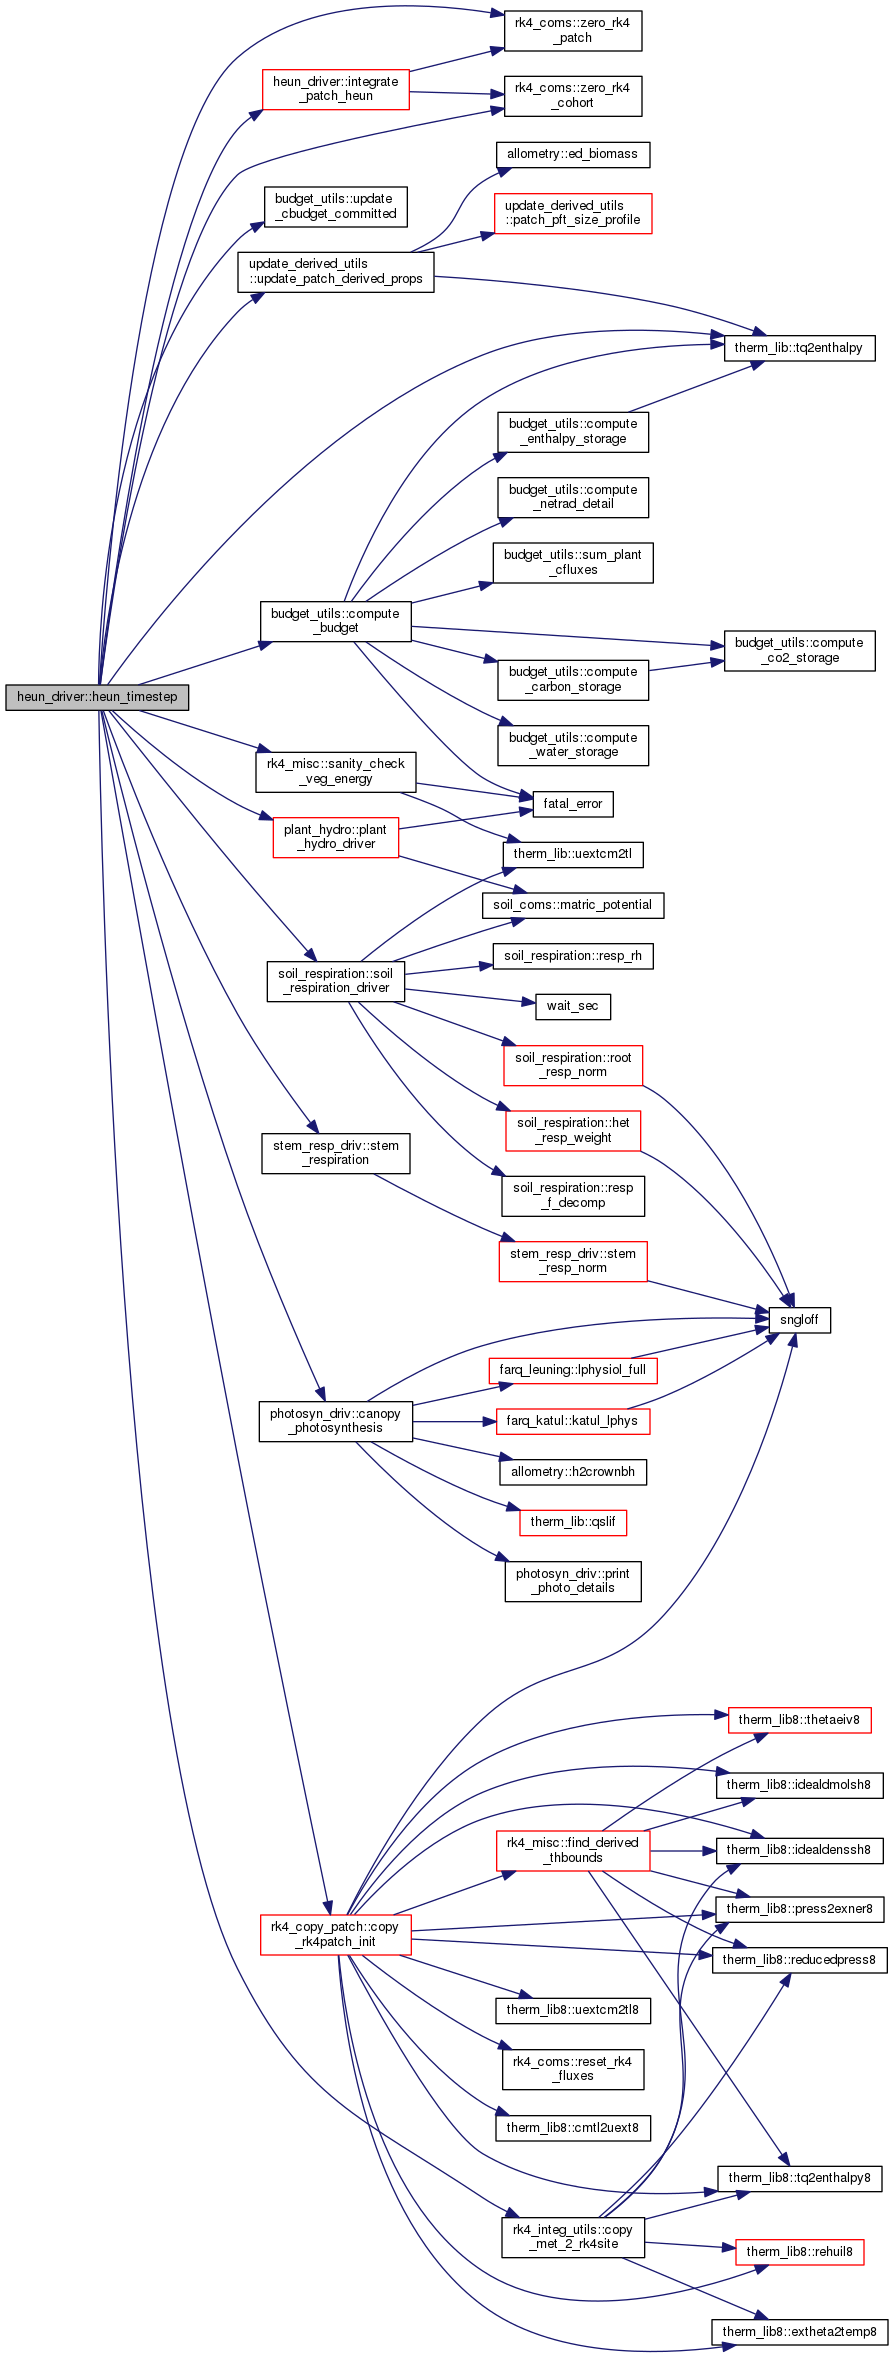 rk4_coms::zero_rk4
_patch
heun_driver::integrate
_patch_heun
rk4_coms::zero_rk4
_cohort
allometry::ed_biomass
budget_utils::update
_cbudget_committed
update_derived_utils
::patch_pft_size_profile
update_derived_utils
::update_patch_derived_props
therm_lib::tq2enthalpy
budget_utils::compute
_enthalpy_storage
budget_utils::compute
_netrad_detail
budget_utils::sum_plant
_cfluxes
budget_utils::compute
_budget
budget_utils::compute
_co2_storage
budget_utils::compute
_carbon_storage
heun_driver::heun_timestep
budget_utils::compute
_water_storage
rk4_misc::sanity_check
_veg_energy
fatal_error
plant_hydro::plant
_hydro_driver
therm_lib::uextcm2tl
soil_coms::matric_potential
soil_respiration::resp_rh
soil_respiration::soil
_respiration_driver
wait_sec
soil_respiration::root
_resp_norm
soil_respiration::het
_resp_weight
stem_resp_driv::stem
_respiration
soil_respiration::resp
_f_decomp
stem_resp_driv::stem
_resp_norm
sngloff
farq_leuning::lphysiol_full
photosyn_driv::canopy
_photosynthesis
farq_katul::katul_lphys
allometry::h2crownbh
therm_lib::qslif
photosyn_driv::print
_photo_details
therm_lib8::thetaeiv8
therm_lib8::idealdmolsh8
rk4_misc::find_derived
_thbounds
therm_lib8::idealdenssh8
therm_lib8::press2exner8
rk4_copy_patch::copy
_rk4patch_init
therm_lib8::reducedpress8
therm_lib8::uextcm2tl8
rk4_coms::reset_rk4
_fluxes
therm_lib8::cmtl2uext8
therm_lib8::tq2enthalpy8
rk4_integ_utils::copy
_met_2_rk4site
therm_lib8::rehuil8
therm_lib8::extheta2temp8